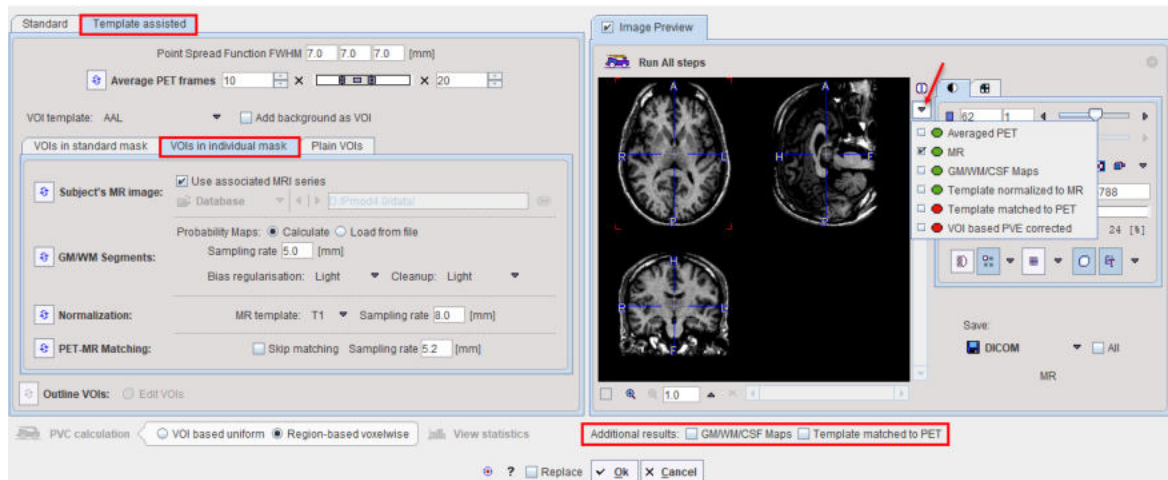 Standard Template assisted
Point Spread Function FWHM 7.0 7.0 7.0 [mm]
Average PET frames 10 × × 20
VOI template: AAL Add background as VOI
VOIs in standard mask VOIs in individual mask Plain VOIs
Subject's MR image: Use associated MRI series
Database D:/Pmod4.0/data/
Probability Maps: Calculate Load from file
GM/WM Segments: Sampling rate 5.0 [mm]
Bias regularisation: Light Cleanup: Light
Normalization: MR template: T1 Sampling rate 8.0 [mm]
PET-MR Matching: Skip matching Sampling rate 5.2 [mm]
Outline VOIs: Edit VOIs
PVC calculation VOI based uniform Region-based voxelwise View statistics
Image Preview
Run All steps
A A
R L H F
P P
H
R L
F
1.0
62 1
Averaged PET
MR
GM/WM/CSF Maps
Template normalized to MR
Template matched to PET
VOI based PVE corrected
788
24 [%]
Save:
DICOM All
MR
Additional results: GM/WM/CSF Maps Template matched to PET
? Replace Ok Cancel